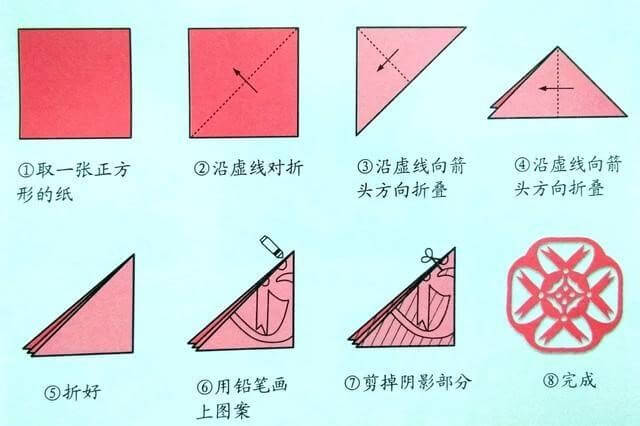 ①取一张正方
形的纸
②沿虚线对折
③沿虚线向箭
头方向折叠
④沿虚线向箭
头方向折叠
⑤折好
⑥用铅笔画
上图案
⑦剪掉阴影部分
⑧完成